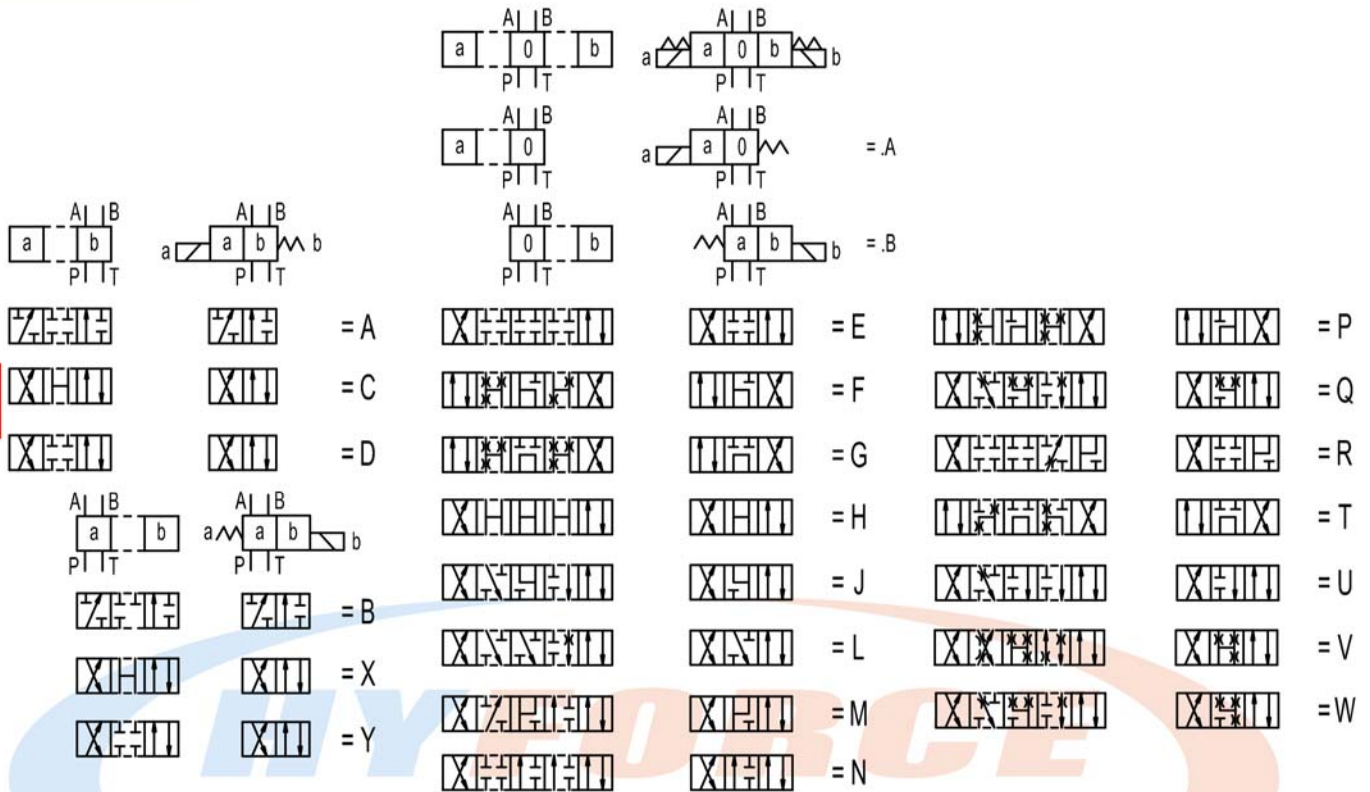 A B
a 0 b
P T
A B
a a 0 b b
P T
A B
a 0
P T
A B
a a 0
P T
= .A
A B
a b
P T
A B
a a b b
P T
A B
0 b
P T
A B
a b b
P T
= .B
= A
= E
= P
= C
= F
= Q
= D
= G
= R
A B
a b
P T
A B
a a b b
P T
= H
= T
= B
= J
= U
= X
= L
= V
= Y
= M
= W
= N
HYFORCE